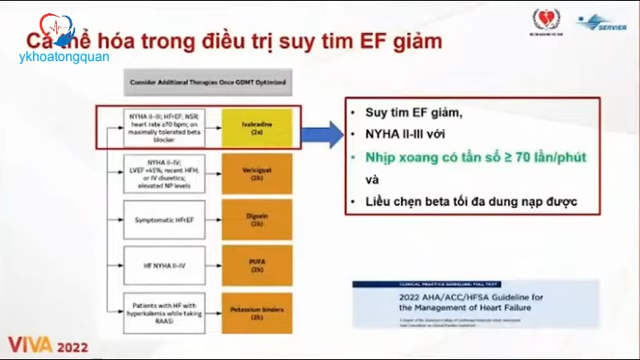 Cá thể hóa trong điều trị suy tim EF giảm
ykhoatongquan
SERVIER
Consider Additional Therapies Once GDMT Optimized
NYHA II–III; HFrEF; NSR;
heart rate ≥70 bpm; on
maximally tolerated beta
blocker
Ivabradine
(2a)
NYHA II–IV;
LVEF <45%; recent HFH;
or IV diuretics;
elevated NP levels
Vericiguat
(2b)
Symptomatic HFrEF
Digoxin
(2b)
HF NYHA II–IV
PUFA
(2b)
Patients with HF with
hyperkalemia while taking
RAASi
Potassium binders
(2b)
• Suy tim EF giảm,
• NYHA II-III với
• Nhịp xoang có tần số ≥ 70 lần/phút
và
• Liều chẹn beta tối đa dung nạp được
CLINICAL PRACTICE GUIDELINE: FULL TEXT
2022 AHA/ACC/HFSA Guideline for
the Management of Heart Failure
VIVA 2022